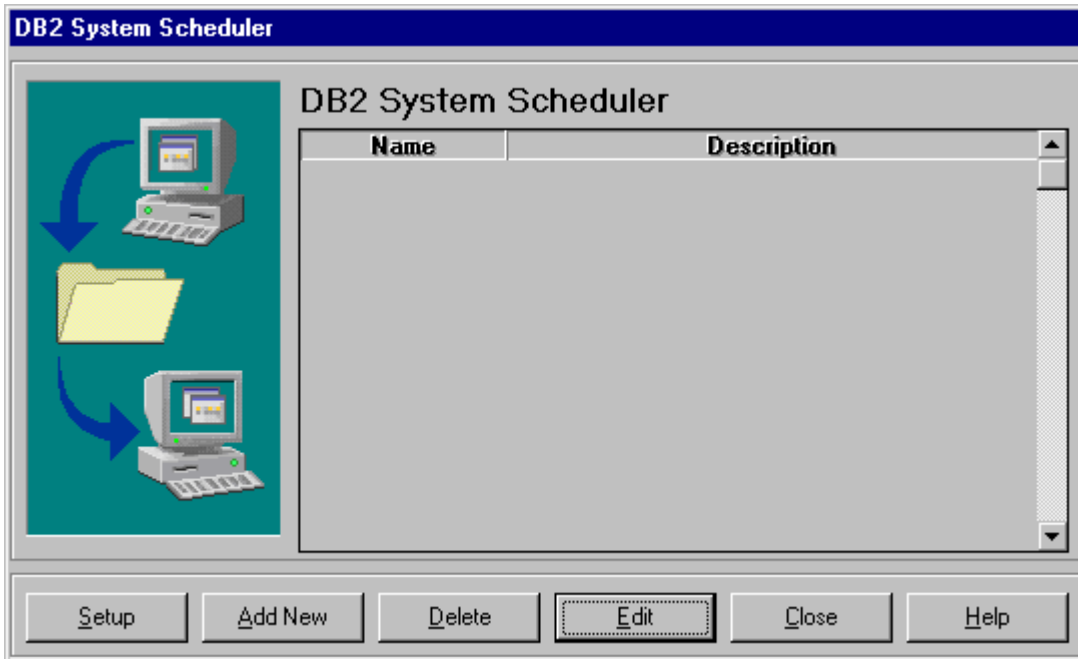 DB2 System Scheduler
DB2 System Scheduler
Name Description
Setup Add New Delete Edit Close Help